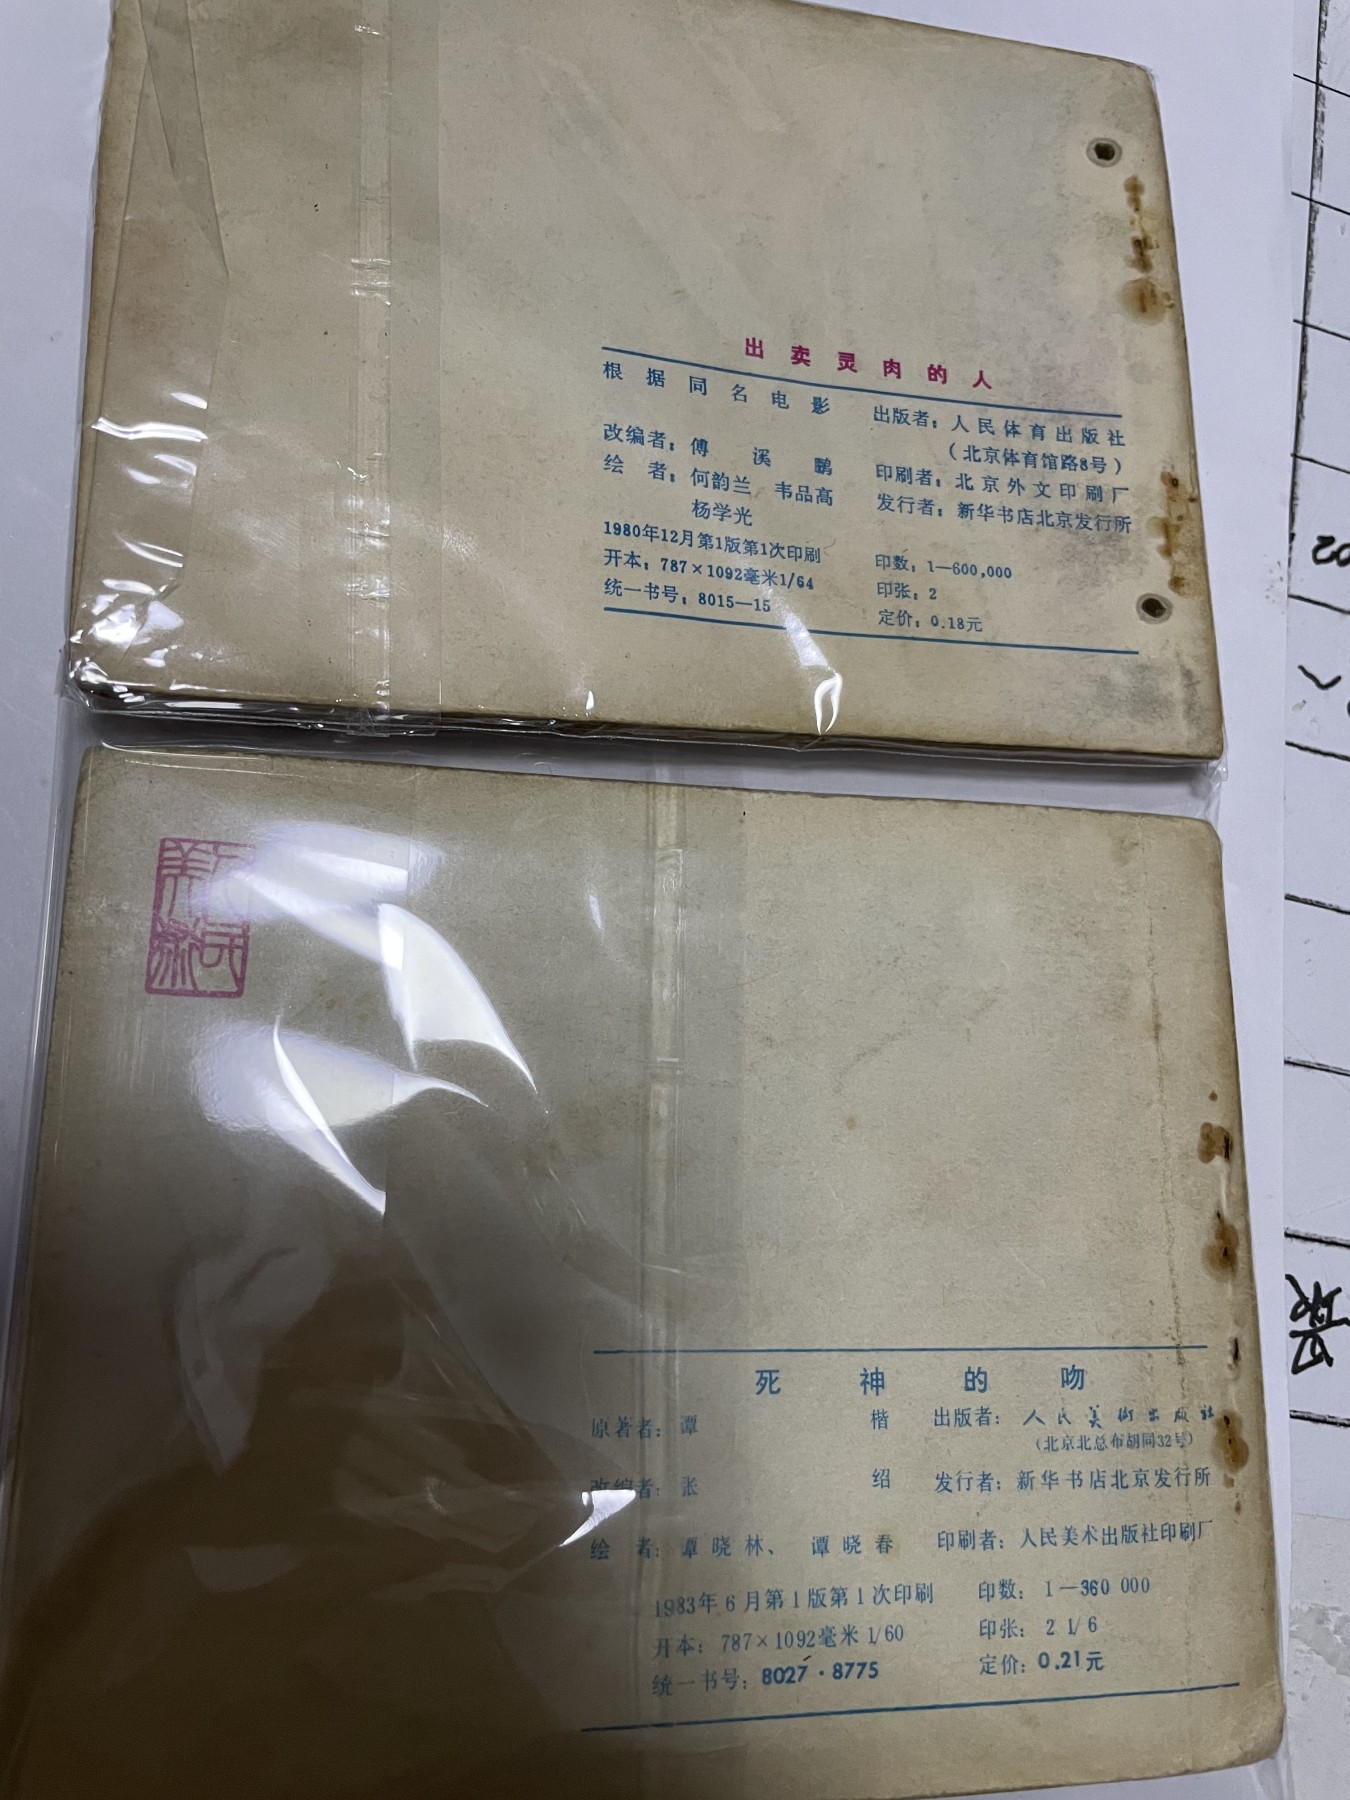 出卖灵肉的人
根据同名电影
改编者：傅溪鹏
绘者：何韵兰 韦品高
杨学光
1980年12月第1版第1次印刷
开本：787×1092毫米1/64
统一书号：8015—15
出版者：人民体育出版社
（北京体育馆路8号）
印刷者：北京外文印刷厂
发行者：新华书店北京发行所
印数：1—600,000
印张：2
定价：0.18元
死神的吻
原著者：谭楷
改编者：张绍
绘者：谭晓林、谭晓春
1983年6月第1版第1次印刷
开本：787×1092毫米 1/60
统一书号：8027·8775
出版者：人民美術出版社
（北京北总布胡同32号）
发行者：新华书店北京发行所
印刷者：人民美术出版社印刷厂
印数：1—360 000
印张：2 1/6
定价：0.21元